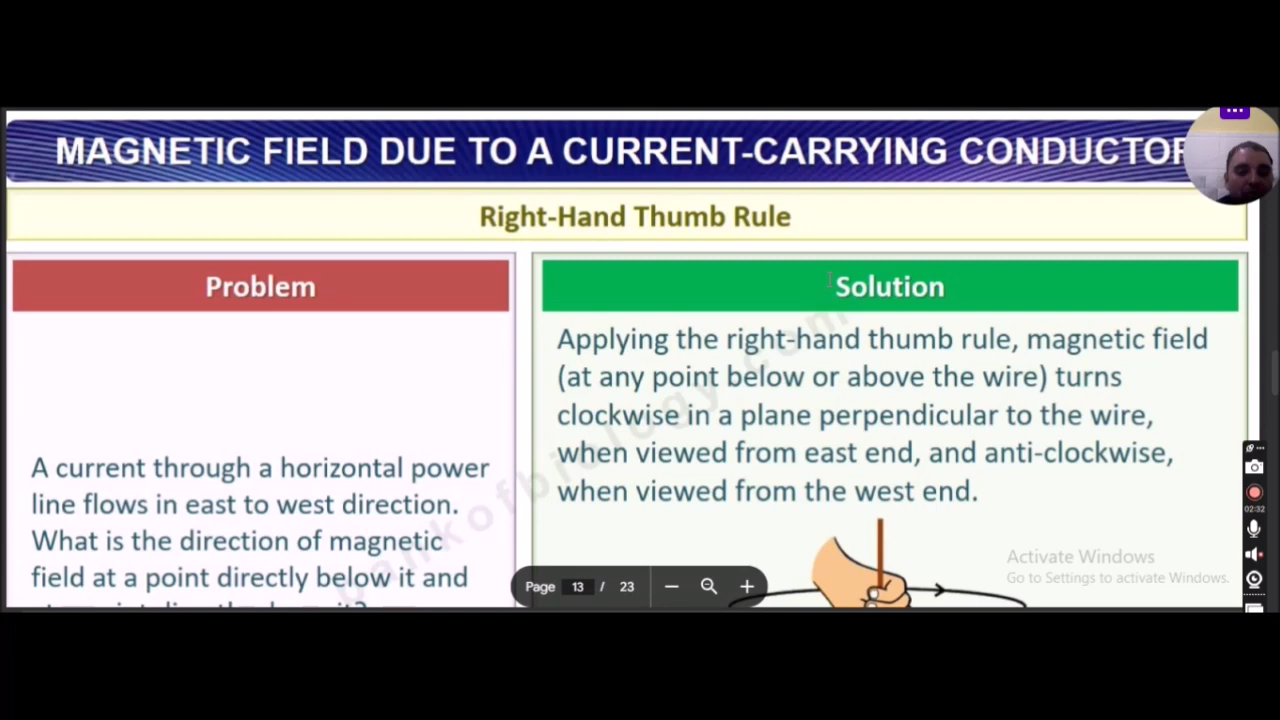 MAGNETIC FIELD DUE TO A CURRENT-CARRYING CONDUCTOR
Right-Hand Thumb Rule
Problem
A current through a horizontal power
line flows in east to west direction.
What is the direction of magnetic
field at a point directly below it and
Solution
Applying the right-hand thumb rule, magnetic field
(at any point below or above the wire) turns
clockwise in a plane perpendicular to the wire,
when viewed from east end, and anti-clockwise,
when viewed from the west end.
bankofbiology.com
Page 13 / 23
Activate Windows
Go to Settings to activate Windows.
02:32